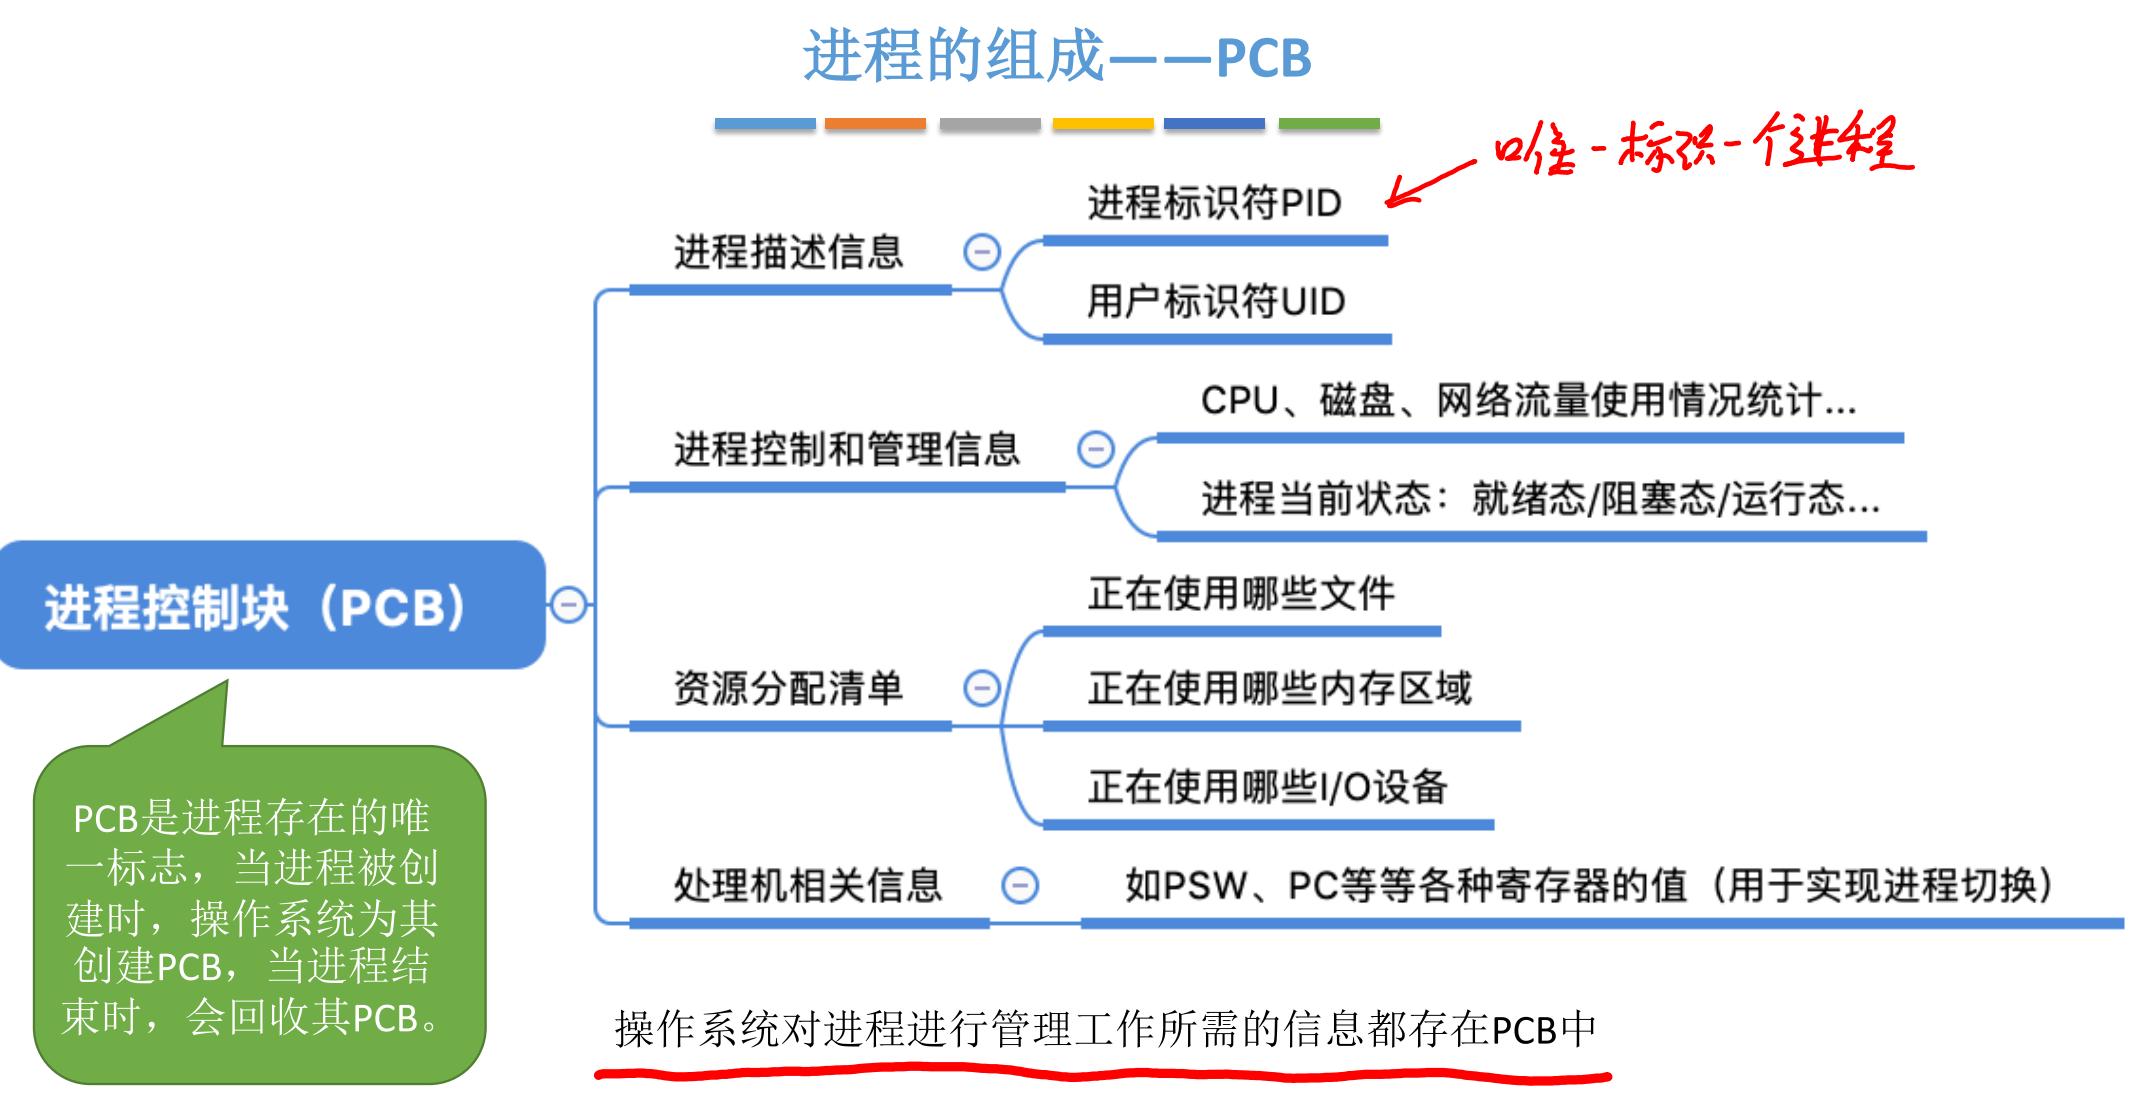 进程的组成——PCB
唯一标识一个进程
进程标识符PID
进程描述信息
用户标识符UID
CPU、磁盘、网络流量使用情况统计...
进程控制和管理信息
进程当前状态：就绪态/阻塞态/运行态...
进程控制块（PCB）
正在使用哪些文件
资源分配清单
正在使用哪些内存区域
正在使用哪些I/O设备
处理机相关信息
如PSW、PC等等各种寄存器的值（用于实现进程切换）
PCB是进程存在的唯
一标志，当进程被创
建时，操作系统为其
创建PCB，当进程结
束时，会回收其PCB。
操作系统对进程进行管理工作所需的信息都存在PCB中